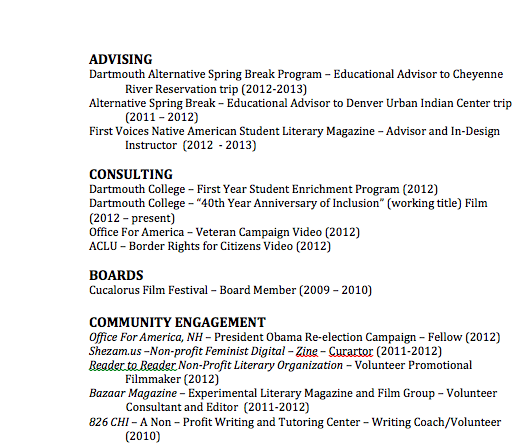 ADVISING
Dartmouth Alternative Spring Break Program – Educational Advisor to Cheyenne
River Reservation trip (2012-2013)
Alternative Spring Break – Educational Advisor to Denver Urban Indian Center trip
(2011 – 2012)
First Voices Native American Student Literary Magazine – Advisor and In-Design
Instructor (2012 - 2013)
CONSULTING
Dartmouth College – First Year Student Enrichment Program (2012)
Dartmouth College – "40th Year Anniversary of Inclusion" (working title) Film
(2012 – present)
Office For America – Veteran Campaign Video (2012)
ACLU – Border Rights for Citizens Video (2012)
BOARDS
Cucalorus Film Festival – Board Member (2009 – 2010)
COMMUNITY ENGAGEMENT
Office For America, NH – President Obama Re-election Campaign – Fellow (2012)
Shezam.us –Non-profit Feminist Digital – Zine – Curartor (2011-2012)
Reader to Reader Non-Profit Literary Organization – Volunteer Promotional
Filmmaker (2012)
Bazaar Magazine – Experimental Literary Magazine and Film Group – Volunteer
Consultant and Editor (2011-2012)
826 CHI – A Non – Profit Writing and Tutoring Center – Writing Coach/Volunteer
(2010)